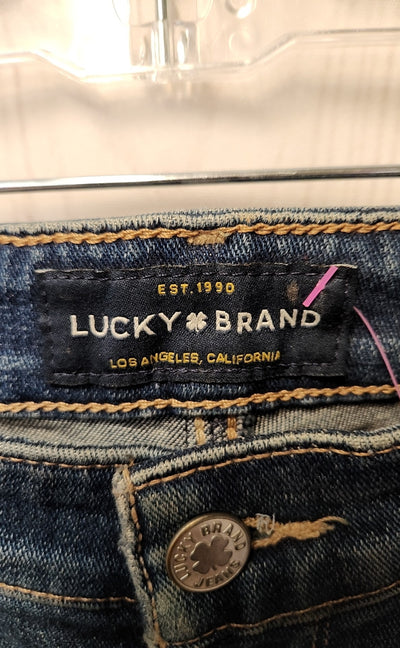 EST. 1990
LUCKY BRAND
LOS ANGELES, CALIFORNIA
LUCKY BRAND
JEANS